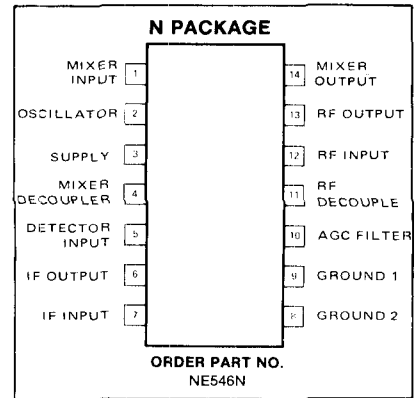 N PACKAGE
MIXER INPUT 1
OSCILLATOR 2
SUPPLY 3
MIXER DECOUPLER 4
DETECTOR INPUT 5
IF OUTPUT 6
IF INPUT 7
14 MIXER OUTPUT
13 RF OUTPUT
12 RF INPUT
11 RF DECOUPLE
10 AGC FILTER
9 GROUND 1
8 GROUND 2
ORDER PART NO.
NE546N